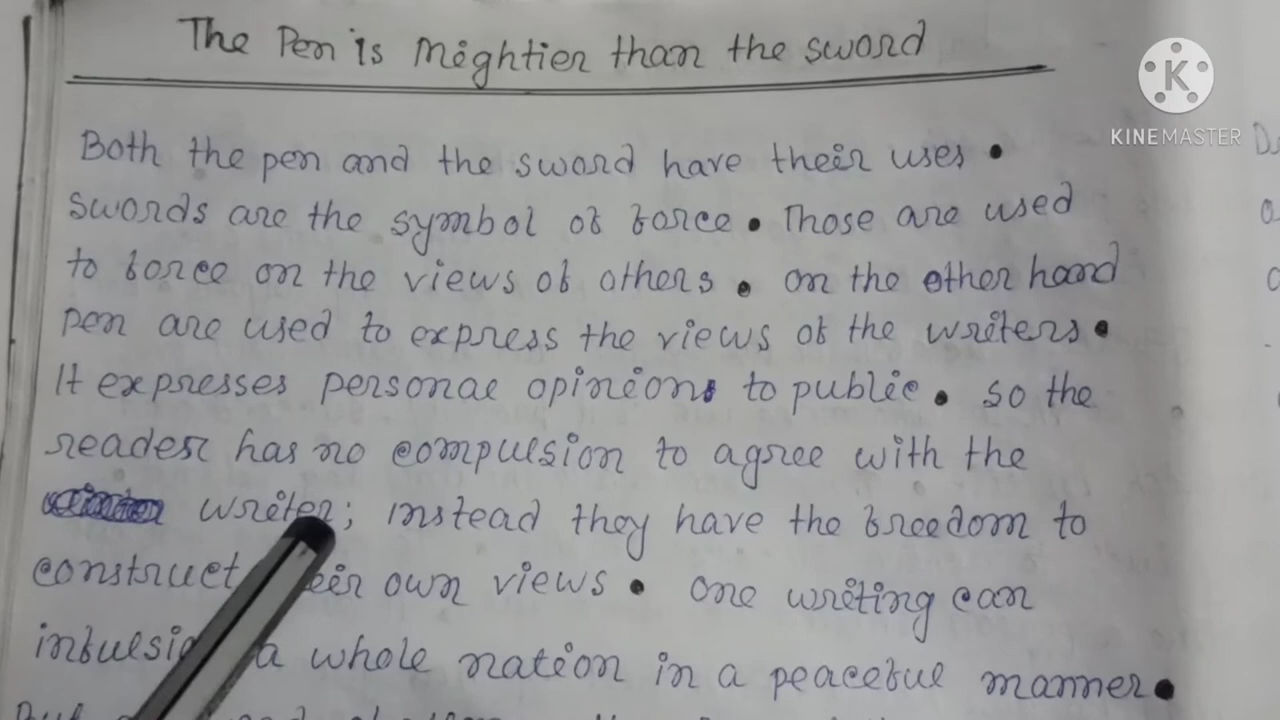 The Pen is Mightier than the sword
KINEMASTER
Both the pen and the sword have their uses.
Swords are the symbol of force. Those are used
to force on the views of others. on the other hand
pen are used to express the views of the writers.
It expresses personal opinions to public. so the
reader has no compulsion to agree with the
writer; instead they have the freedom to
construct own views. One writing can
a whole nation in a peaceful manner.